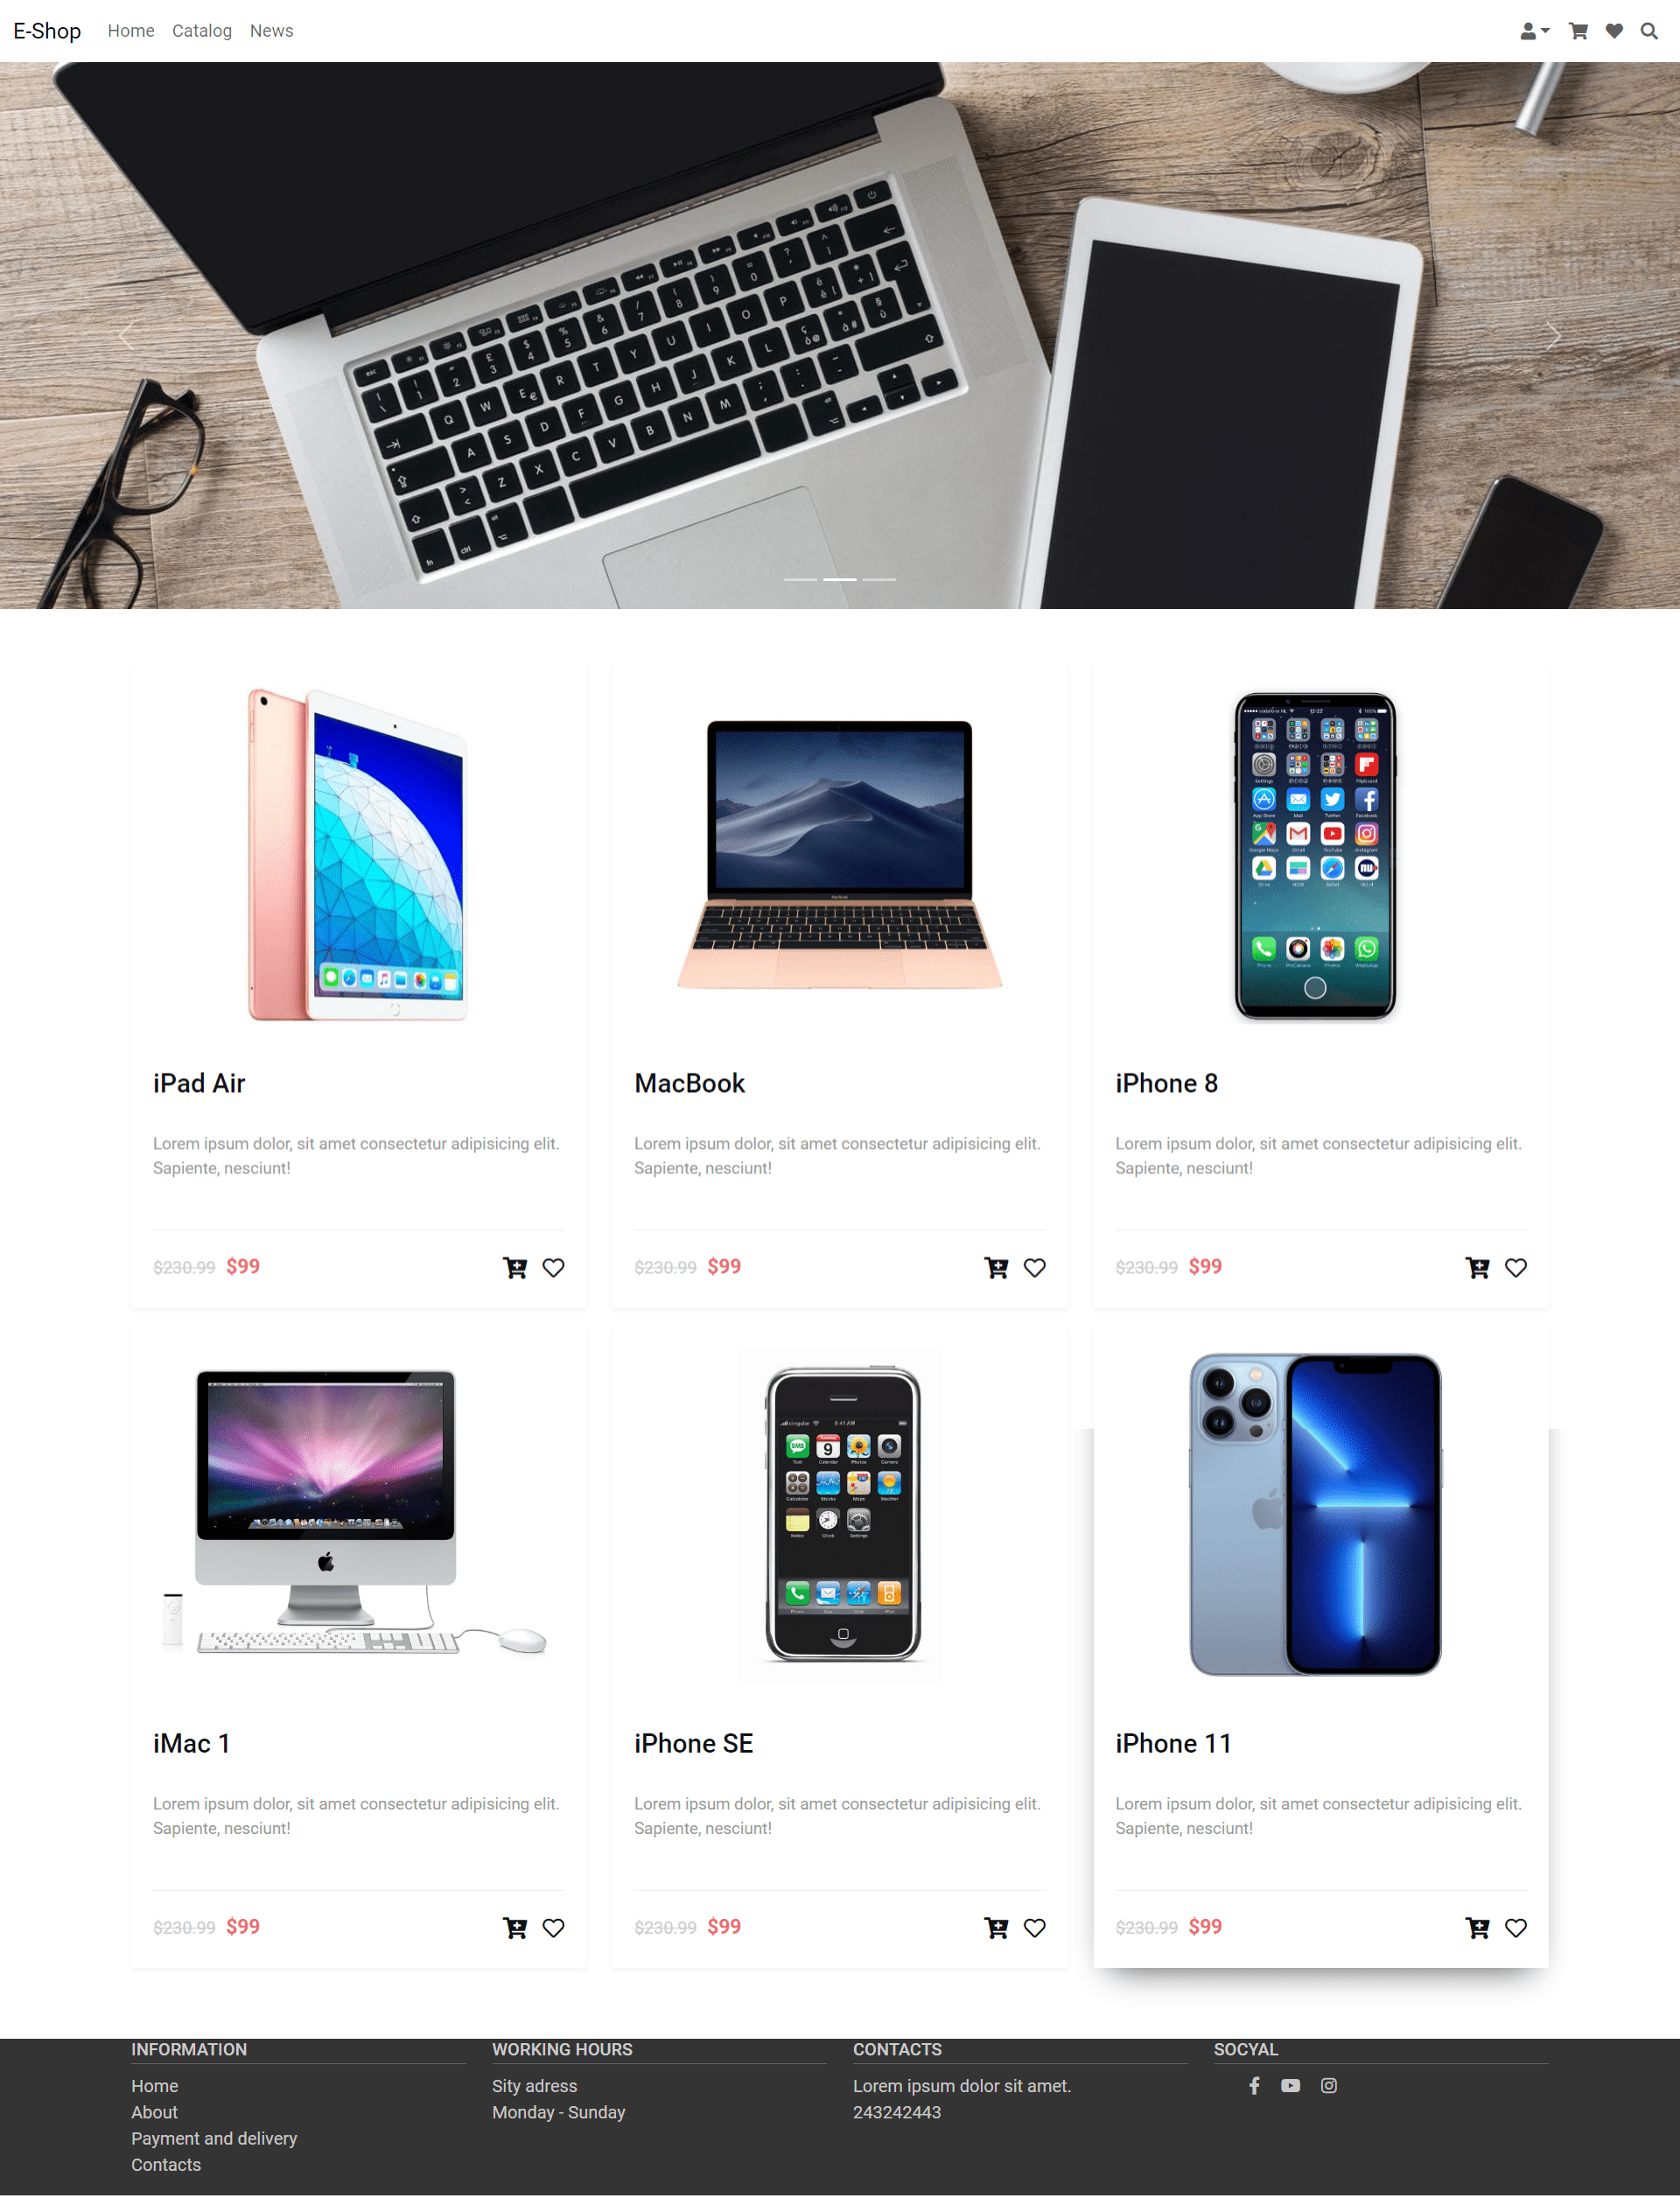 E-Shop Home Catalog News
iPad Air
Lorem ipsum dolor, sit amet consectetur adipisicing elit.
Sapiente, nesciunt!
$230.99 $99
MacBook
Lorem ipsum dolor, sit amet consectetur adipisicing elit.
Sapiente, nesciunt!
$230.99 $99
iPhone 8
Lorem ipsum dolor, sit amet consectetur adipisicing elit.
Sapiente, nesciunt!
$230.99 $99
iMac 1
Lorem ipsum dolor, sit amet consectetur adipisicing elit.
Sapiente, nesciunt!
$230.99 $99
iPhone SE
Lorem ipsum dolor, sit amet consectetur adipisicing elit.
Sapiente, nesciunt!
$230.99 $99
iPhone 11
Lorem ipsum dolor, sit amet consectetur adipisicing elit.
Sapiente, nesciunt!
$230.99 $99
INFORMATION
Home
About
Payment and delivery
Contacts
WORKING HOURS
Sity adress
Monday - Sunday
CONTACTS
Lorem ipsum dolor sit amet.
243242443
SOCYAL